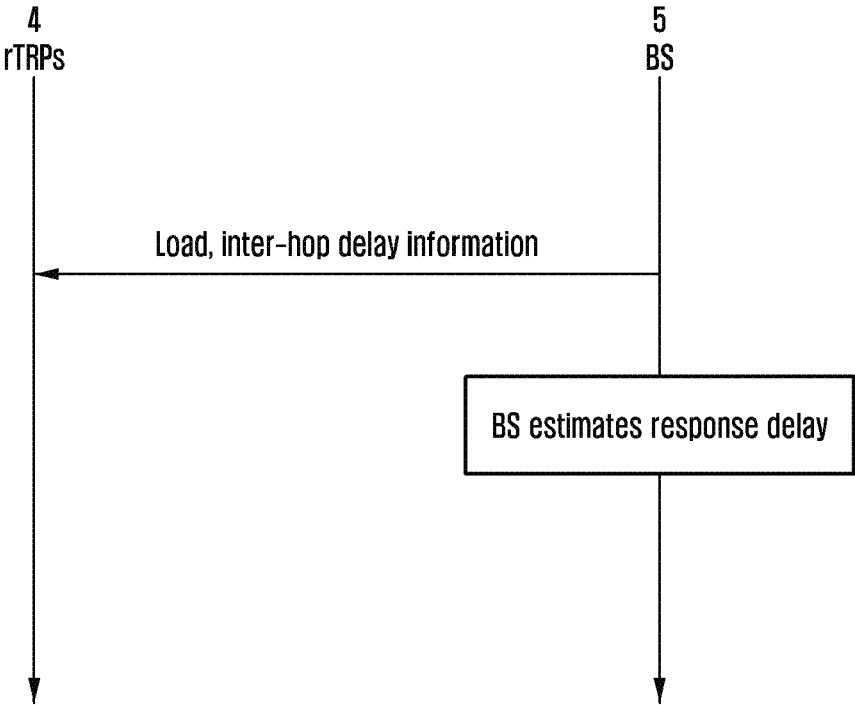 4
rTRPs
5
BS
Load, inter-hop delay information
BS estimates response delay